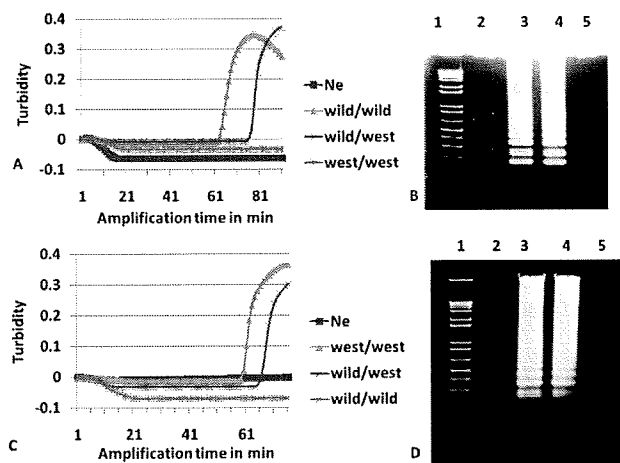 0.4
0.3
0.2
0.1
0
-0.1
Turbidity
Ne
wild/wild
wild/west
west/west
A
1 21 41 61 81
Amplification time in min
1 2 3 4 5
B
0.4
0.3
0.2
0.1
0
-0.1
Turbidity
Ne
west/west
wild/west
wild/wild
C
1 21 41 61
Amplification time in min
1 2 3 4 5
D